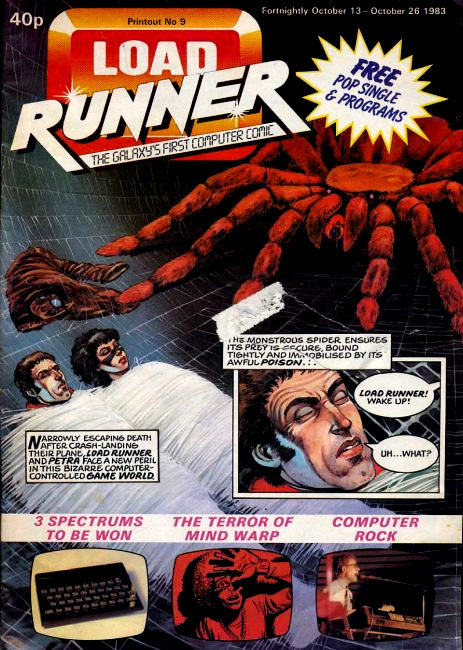 40p
Printout No 9
Fortnightly October 13–October 26 1983
LOAD
RUNNER
THE GALAXY'S FIRST COMPUTER COMIC
FREE
POP SINGLE
& PROGRAMS
THE MONSTROUS SPIDER ENSURES
ITS PREY IS SECURE, BOUND
TIGHTLY AND IMMOBILISED BY ITS
AWFUL POISON...
LOAD RUNNER!
WAKE UP!
UH...WHAT?
NARROWLY ESCAPING DEATH
AFTER CRASH-LANDING
THEIR PLANE, LOAD RUNNER
AND PETRA FACE A NEW PERIL
IN THIS BIZARRE COMPUTER-
CONTROLLED GAME WORLD.
3 SPECTRUMS
TO BE WON
THE TERROR OF
MIND WARP
COMPUTER
ROCK